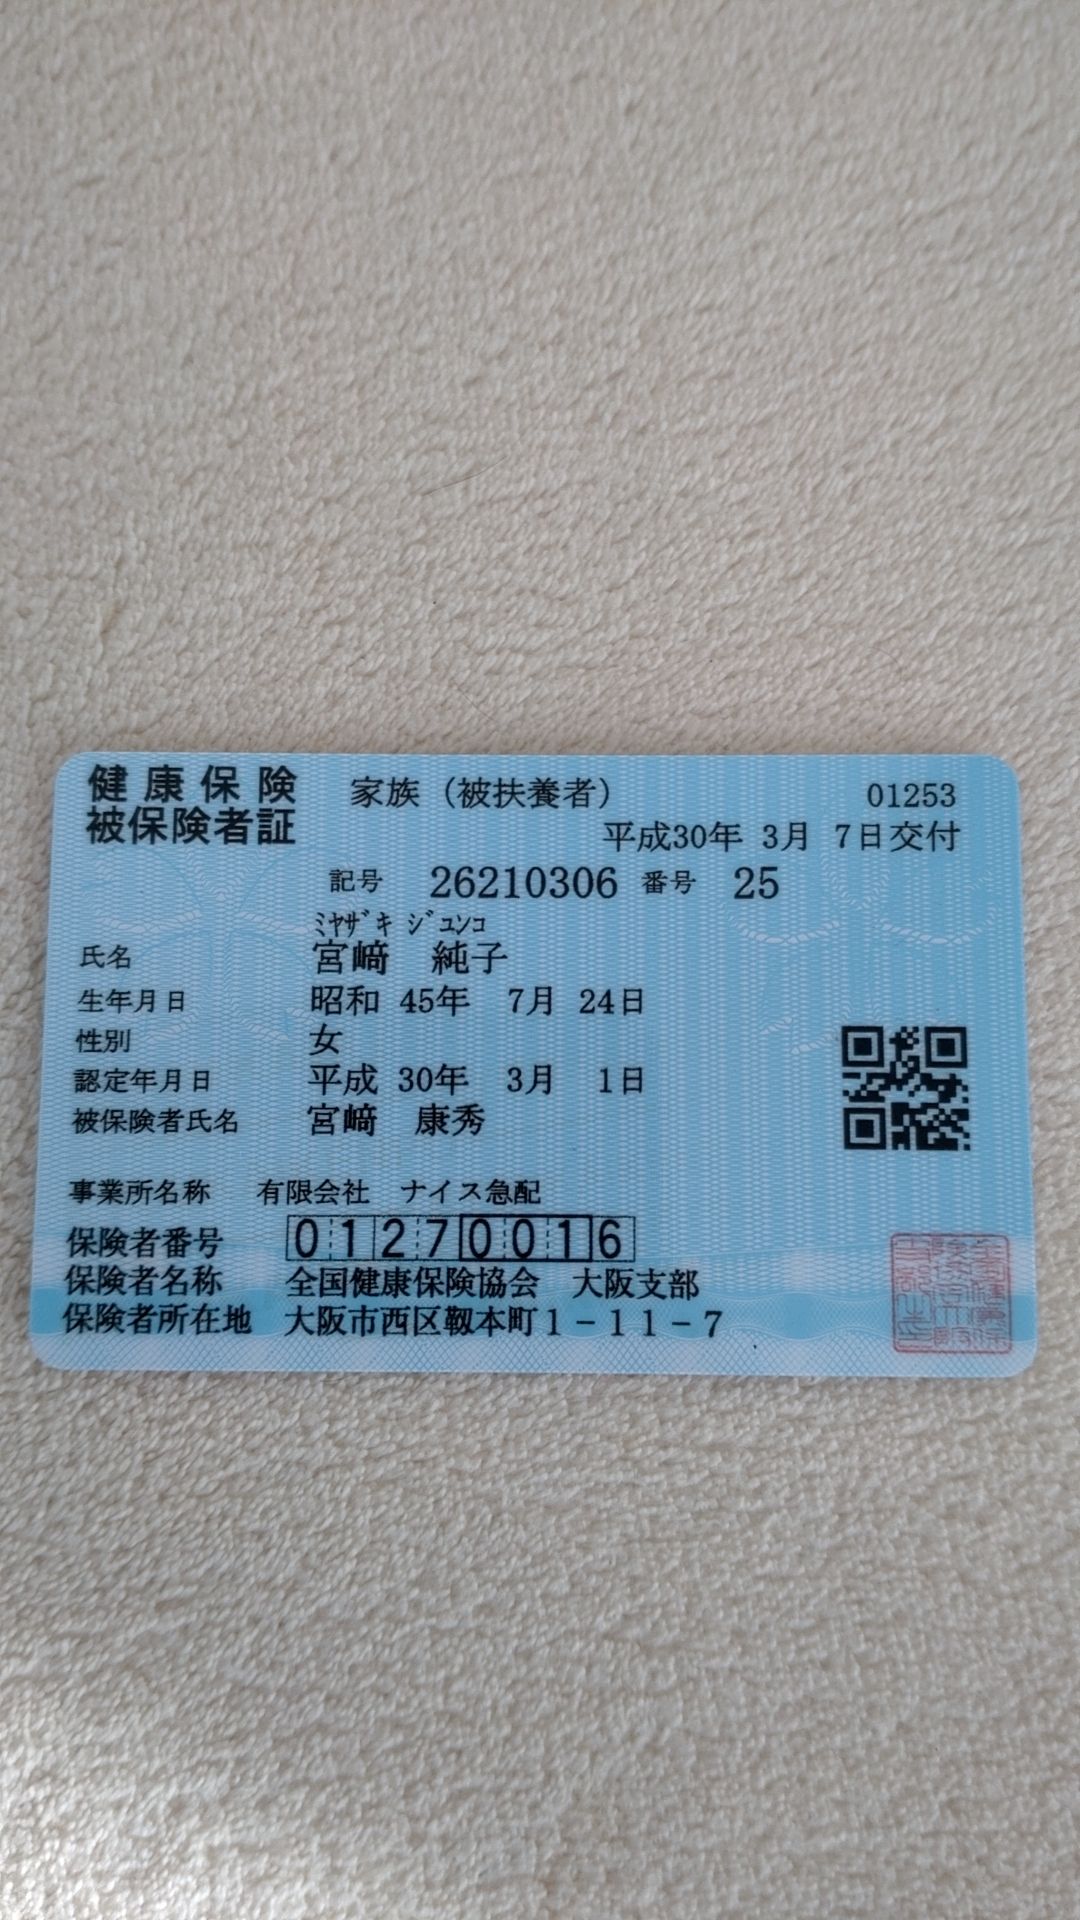 健康保険 家族（被扶養者） 01253
被保険者証 平成30年 3月 7日交付
記号 26210306 番号 25
ﾐﾔｻﾞｷ ｼﾞﾕﾝｺ
氏名 宮﨑 純子
生年月日 昭和 45年 7月 24日
性別 女
認定年月日 平成 30年 3月 1日
被保険者氏名 宮﨑 康秀
事業所名称 有限会社 ナイス急配
保険者番号 01270016
保険者名称 全国健康保険協会 大阪支部
保険者所在地 大阪市西区靱本町１－１１－７